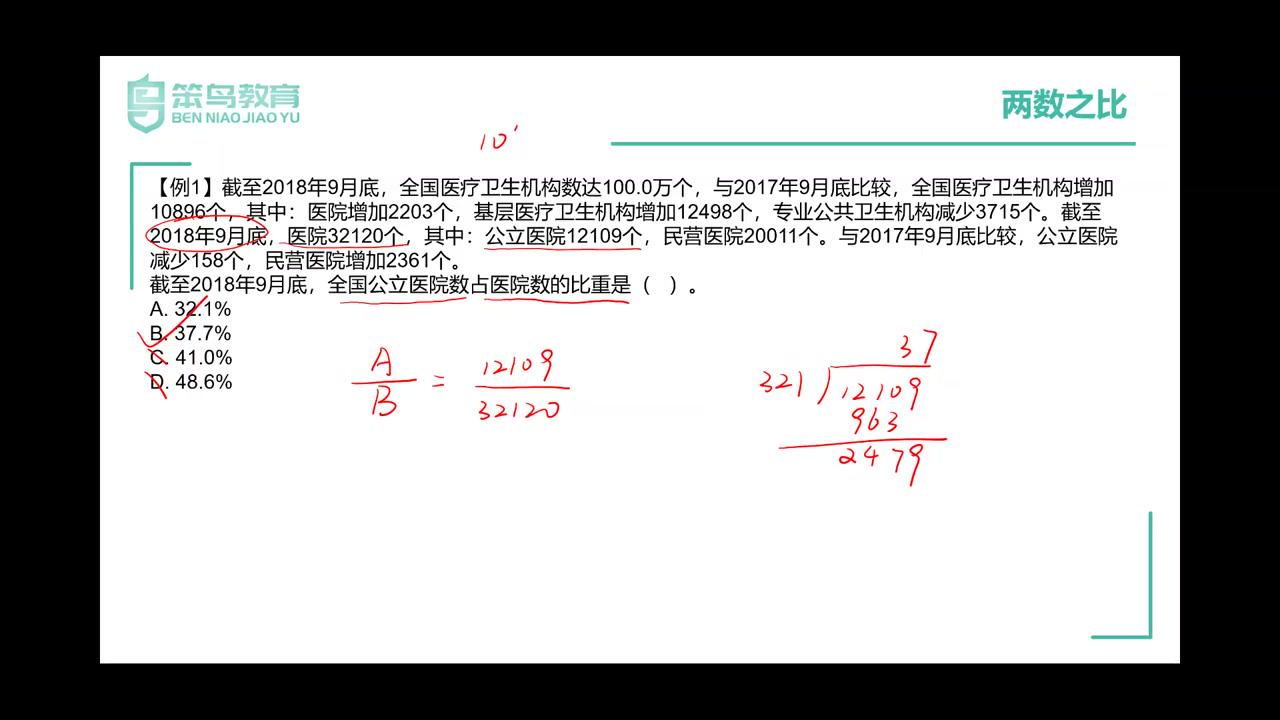 笨鸟教育
BEN NIAO JIAO YU
两数之比
10'
【例1】截至2018年9月底，全国医疗卫生机构数达100.0万个，与2017年9月底比较，全国医疗卫生机构增加
10896个，其中：医院增加2203个，基层医疗卫生机构增加12498个，专业公共卫生机构减少3715个。截至
2018年9月底，医院32120个，其中：公立医院12109个，民营医院20011个。与2017年9月底比较，公立医院
减少158个，民营医院增加2361个。
截至2018年9月底，全国公立医院数占医院数的比重是（ ）。
A. 32.1%
B. 37.7%
C. 41.0%
D. 48.6%
A
B
=
12109
32120
37
321
12109
963
2479